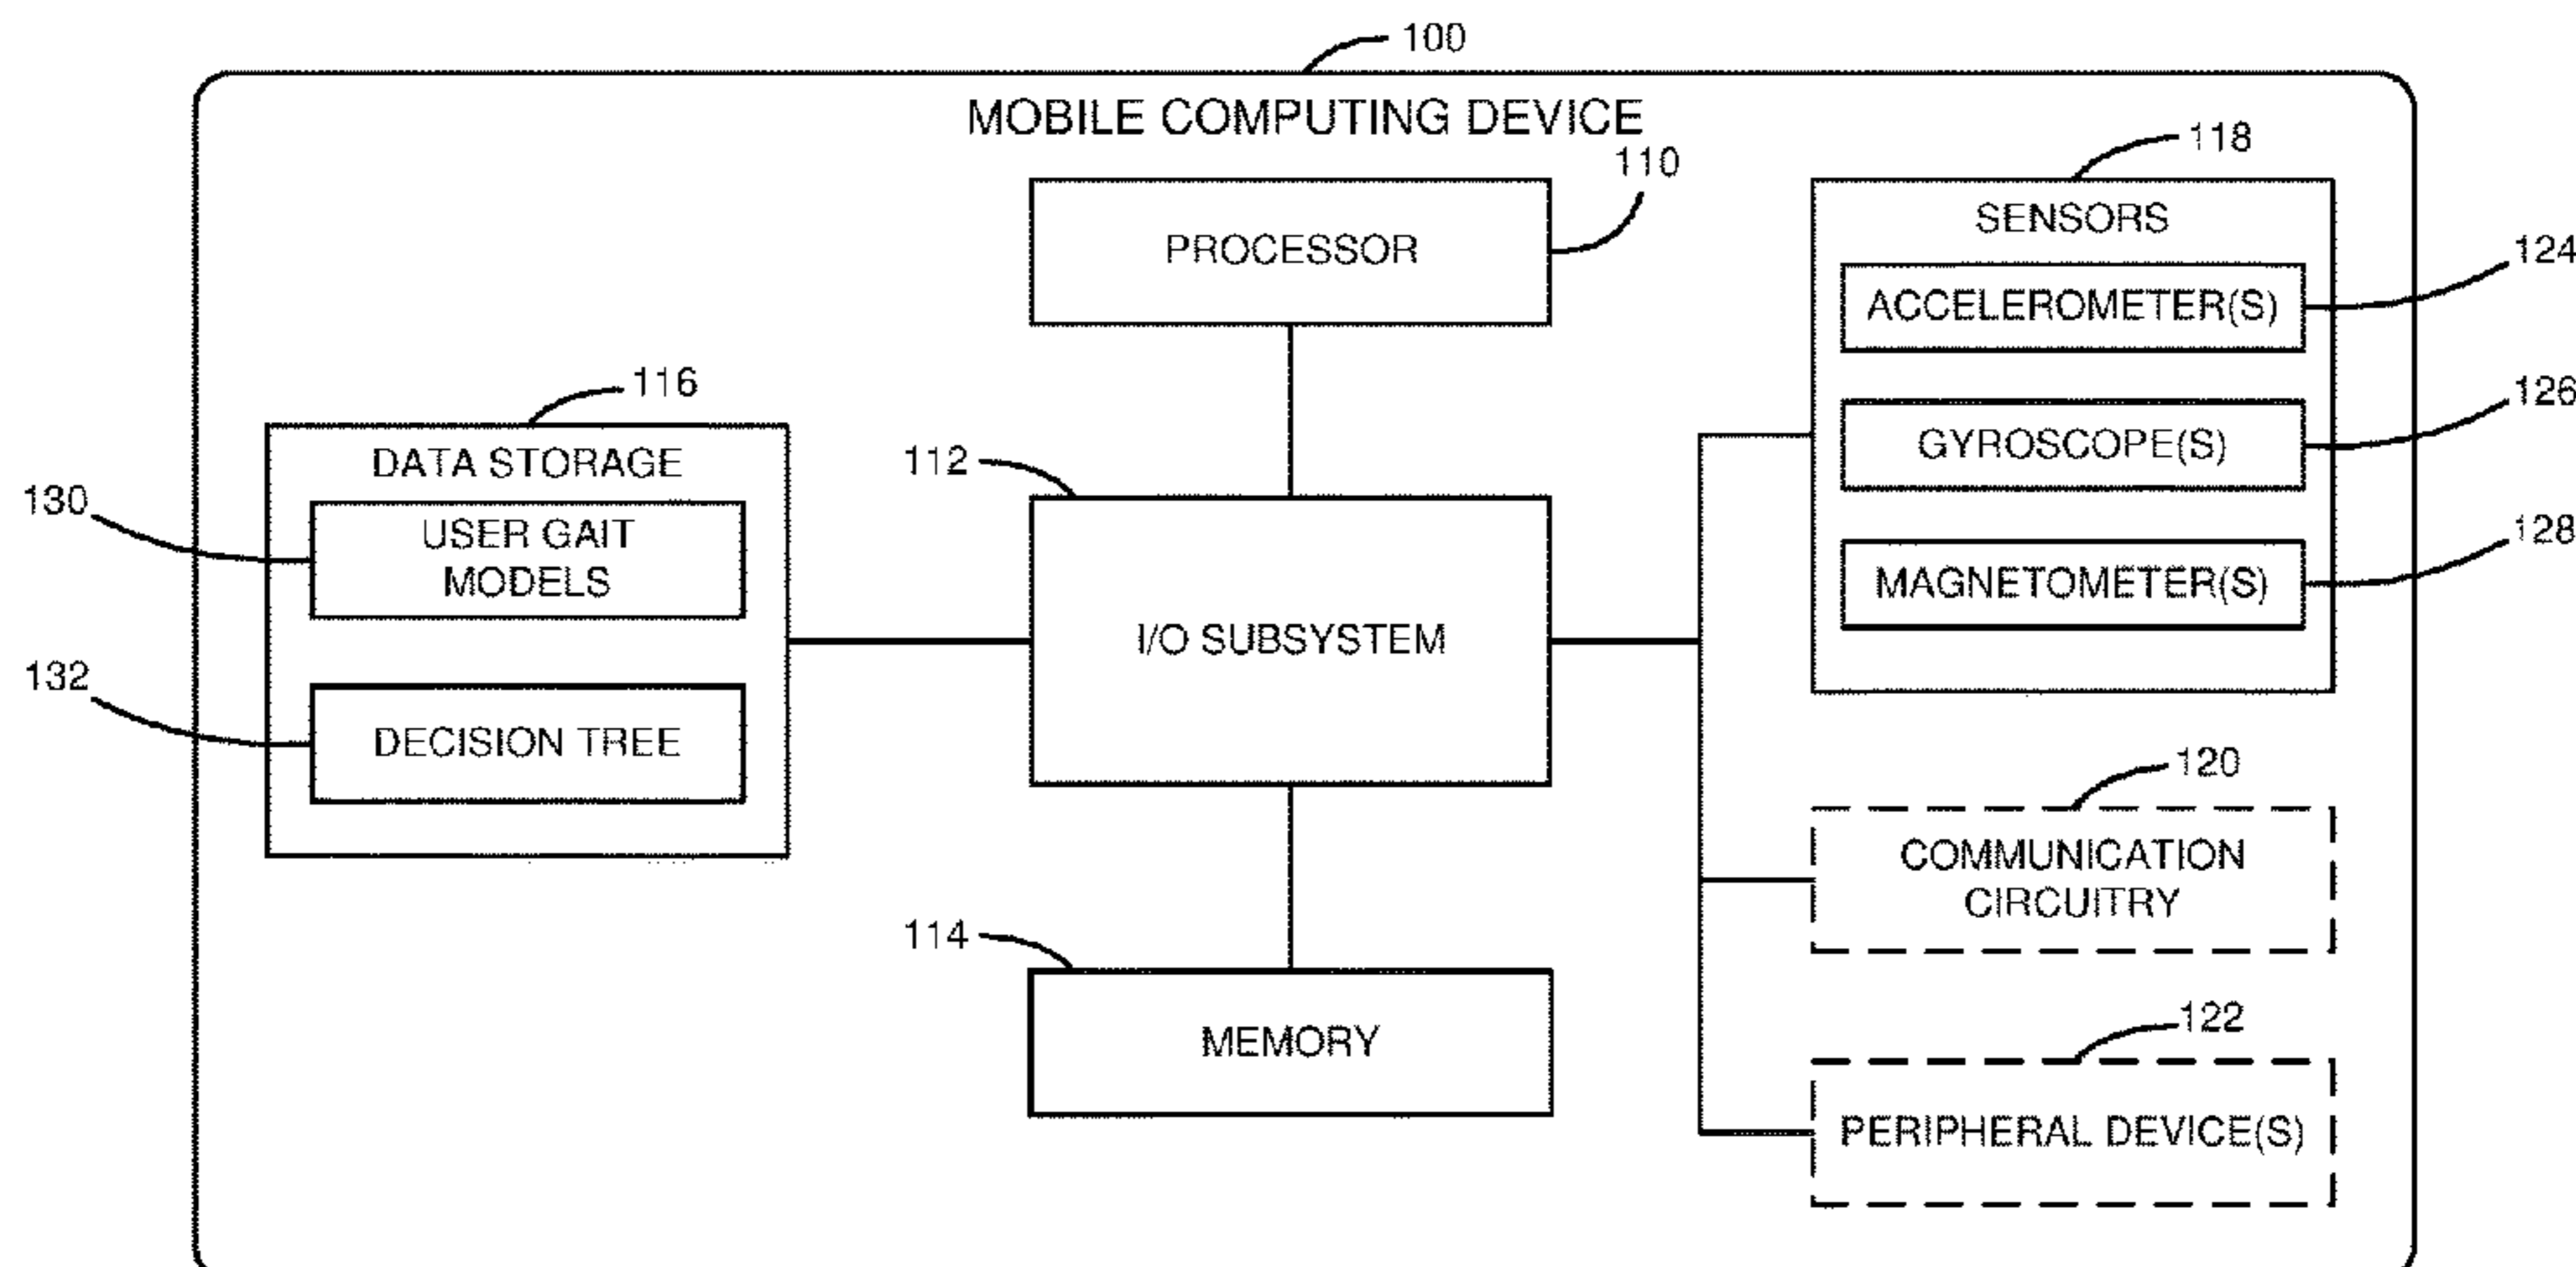 100
MOBILE COMPUTING DEVICE
110
PROCESSOR
118
SENSORS
ACCELEROMETER(S)
124
GYROSCOPE(S)
126
MAGNETOMETER(S)
128
116
DATA STORAGE
130
USER GAIT
MODELS
132
DECISION TREE
112
I/O SUBSYSTEM
114
MEMORY
120
COMMUNICATION
CIRCUITRY
122
PERIPHERAL DEVICE(S)